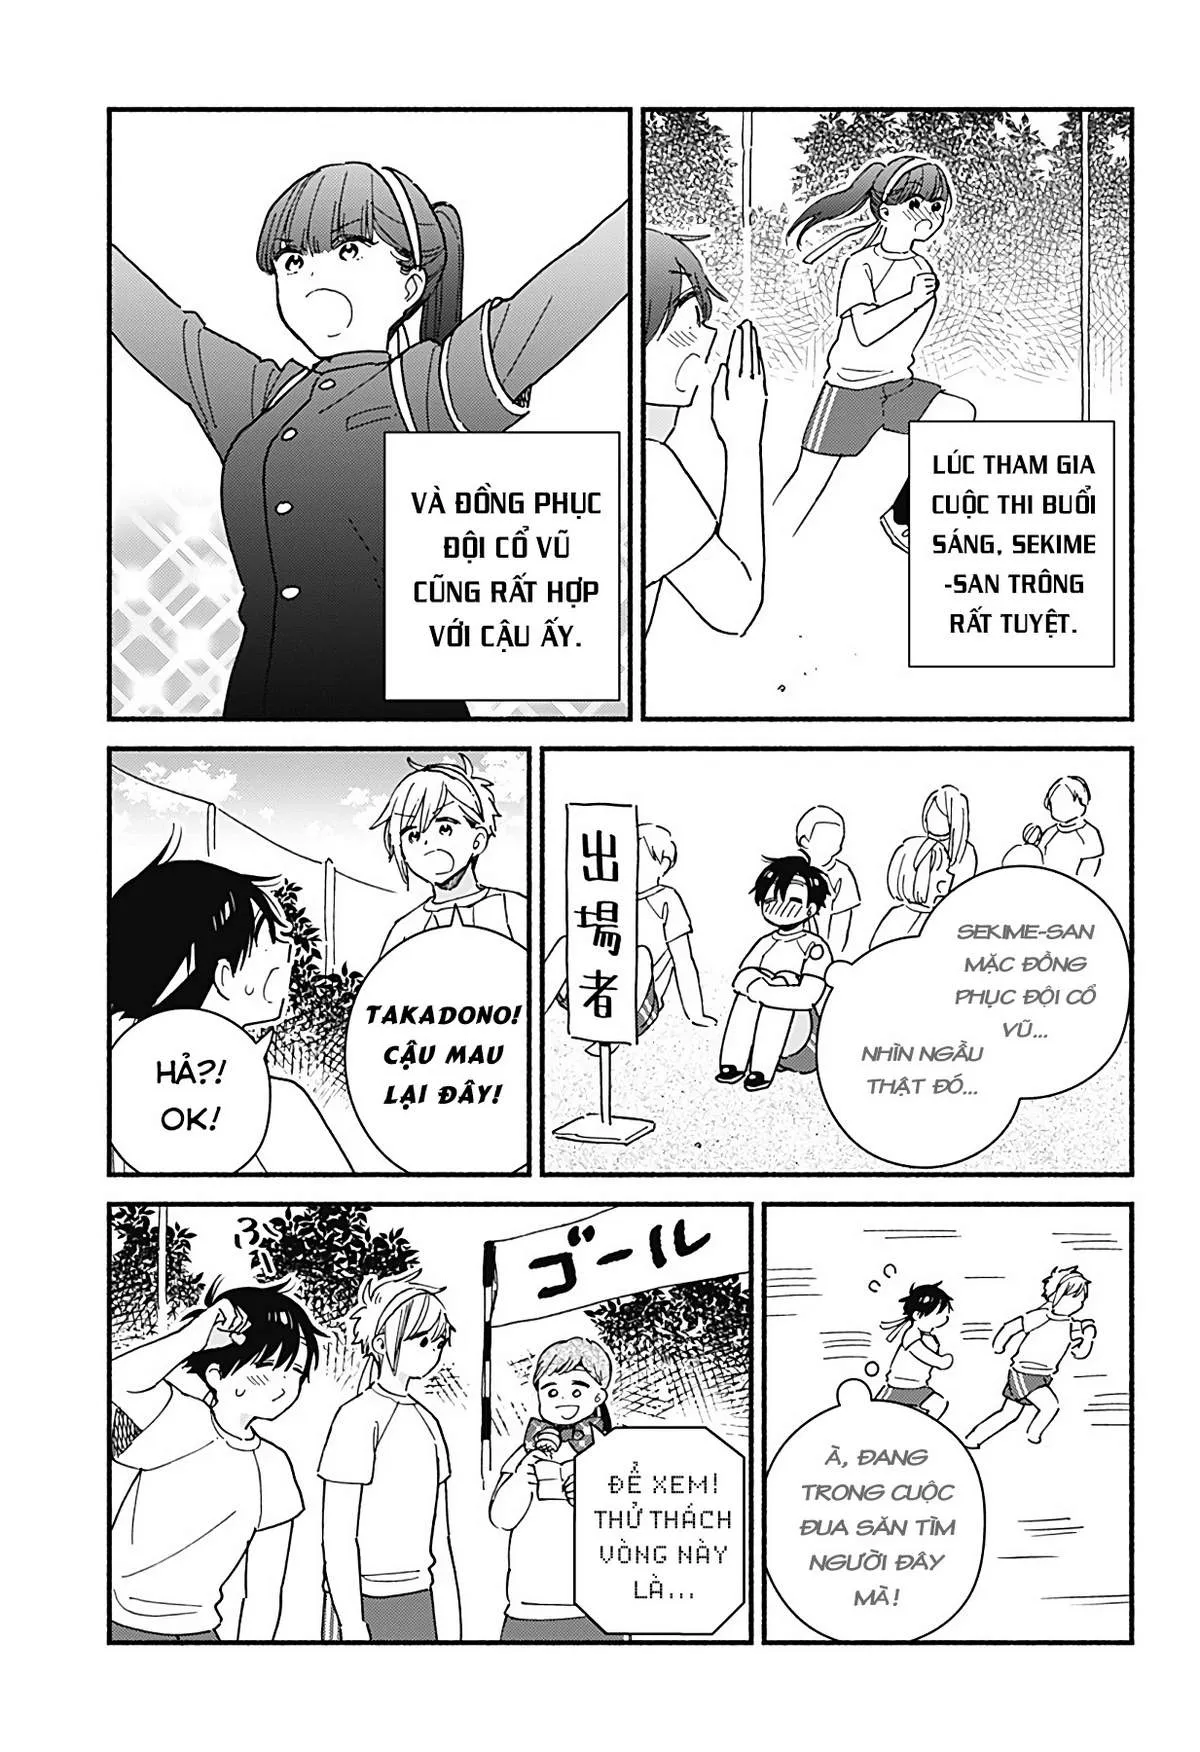 LÚC THAM GIA
CUỘC THI BUỔI
SÁNG, SEKIME
-SAN TRÔNG
RẤT TUYỆT.
VÀ ĐỒNG PHỤC
ĐỘI CỔ VŨ
CŨNG RẤT HỢP
VỚI CẬU ẤY.
SEKIME-SAN
MẶC ĐỒNG
PHỤC ĐỘI CỔ
VŨ...
NHÌN NGẦU
THẬT ĐÓ...
出場者
TAKADONO!
CẬU MAU
LẠI ĐÂY!
HẢ?!
OK!
À, ĐANG
TRONG CUỘC
ĐUA SĂN TÌM
NGƯỜI ĐÂY
MÀ!
ゴール
ふー
ĐỂ XEM!
THỬ THÁCH
VÒNG NÀY
LÀ...